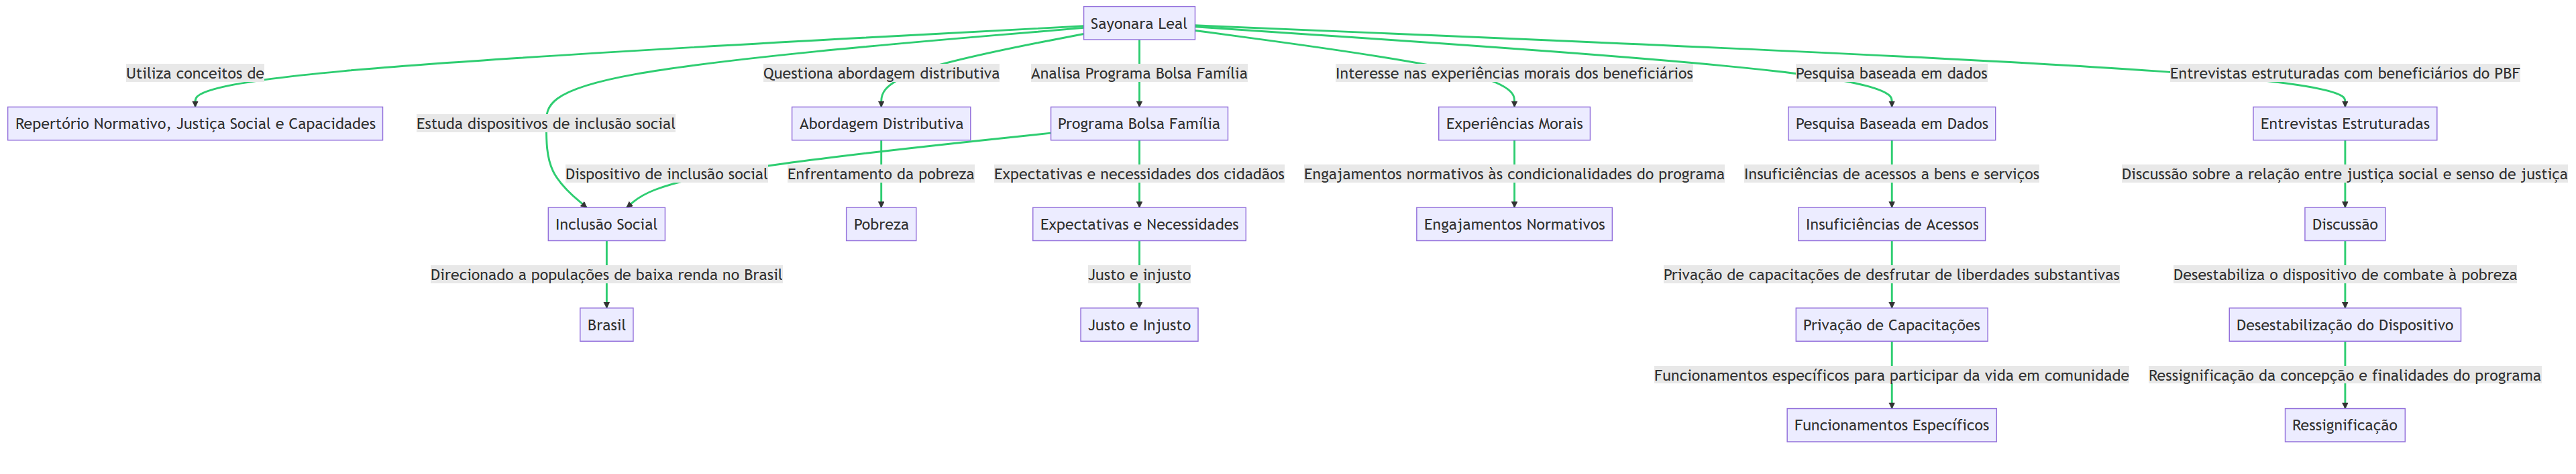 Sayonara Leal
Utiliza conceitos de
Questiona abordagem distributiva
Analisa Programa Bolsa Família
Interesse nas experiências morais dos beneficiários
Pesquisa baseada em dados
Entrevistas estruturadas com beneficiários do PBF
Repertório Normativo, Justiça Social e Capacidades
Estuda dispositivos de inclusão social
Abordagem Distributiva
Programa Bolsa Família
Experiências Morais
Pesquisa Baseada em Dados
Entrevistas Estruturadas
Dispositivo de inclusão social
Enfrentamento da pobreza
Expectativas e necessidades dos cidadãos
Engajamentos normativos às condicionalidades do programa
Insuficiências de acessos a bens e serviços
Discussão sobre a relação entre justiça social e senso de justiça
Inclusão Social
Pobreza
Expectativas e Necessidades
Engajamentos Normativos
Insuficiências de Acessos
Discussão
Direcionado a populações de baixa renda no Brasil
Justo e injusto
Privação de capacitações de desfrutar de liberdades substantivas
Desestabiliza o dispositivo de combate à pobreza
Brasil
Justo e Injusto
Privação de Capacitações
Desestabilização do Dispositivo
Funcionamentos específicos para participar da vida em comunidade
Ressignificação da concepção e finalidades do programa
Funcionamentos Específicos
Ressignificação